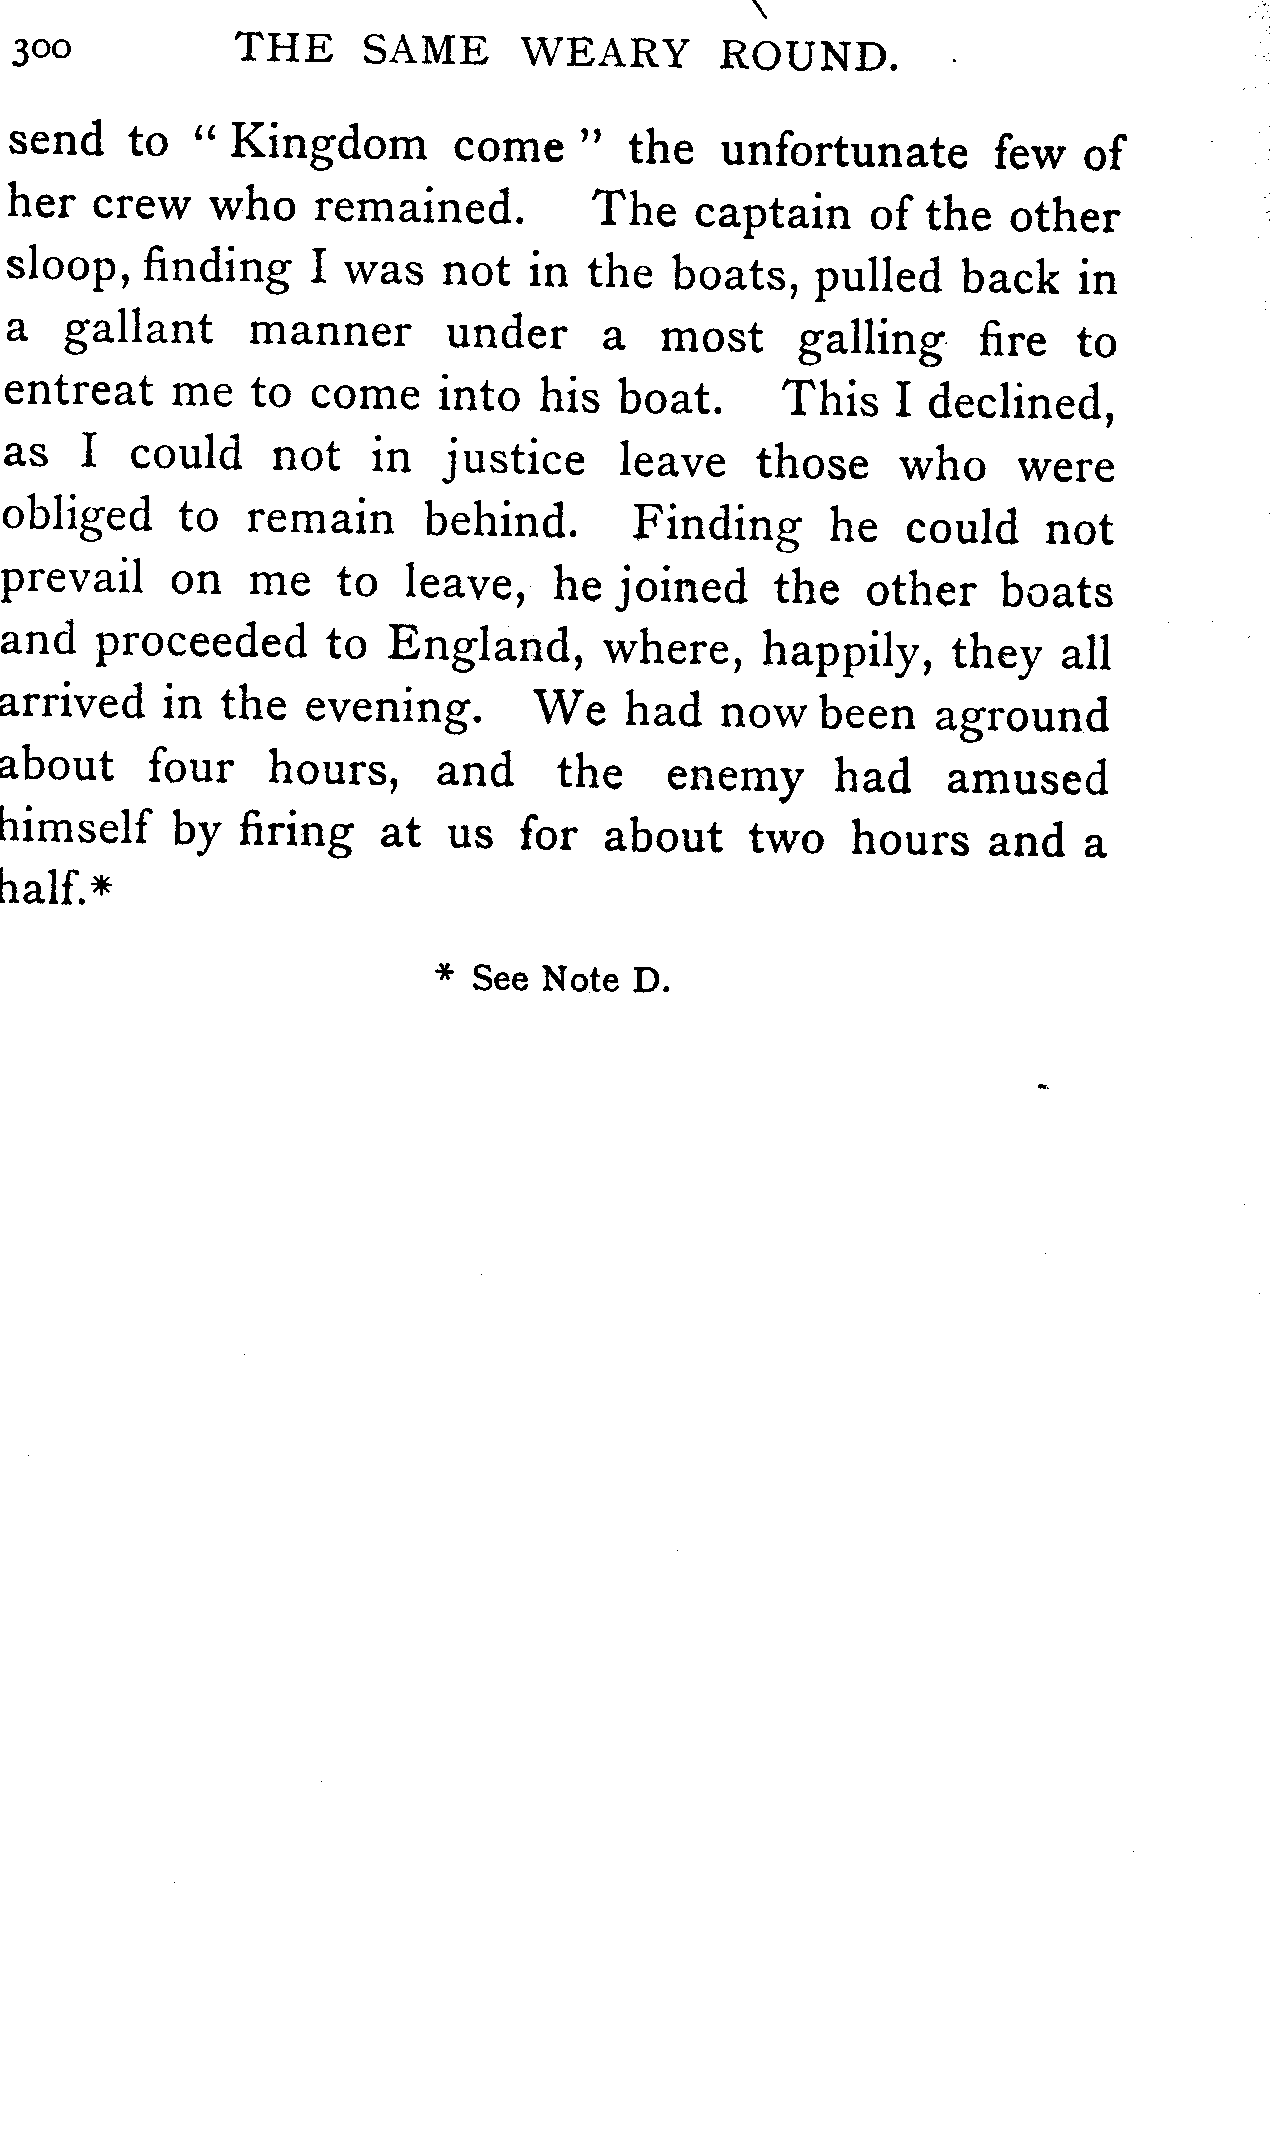 300 THE SAME WEARY ROUND.
send to “ Kingdom come ” the unfortunate few of
her crew who remained. The captain of the other
sloop, finding I was not in the boats, pulled back in
a gallant manner under a most galling fire to
entreat me to come into his boat. This I declined,
as I could not in justice leave those who were
obliged to remain behind. Finding he could not
prevail on me to leave, he joined the other boats
and proceeded to England, where, happily, they all
arrived in the evening. We had now been aground
about four hours, and the enemy had amused
himself by firing at us for about two hours and a
half.*
* See Note D.